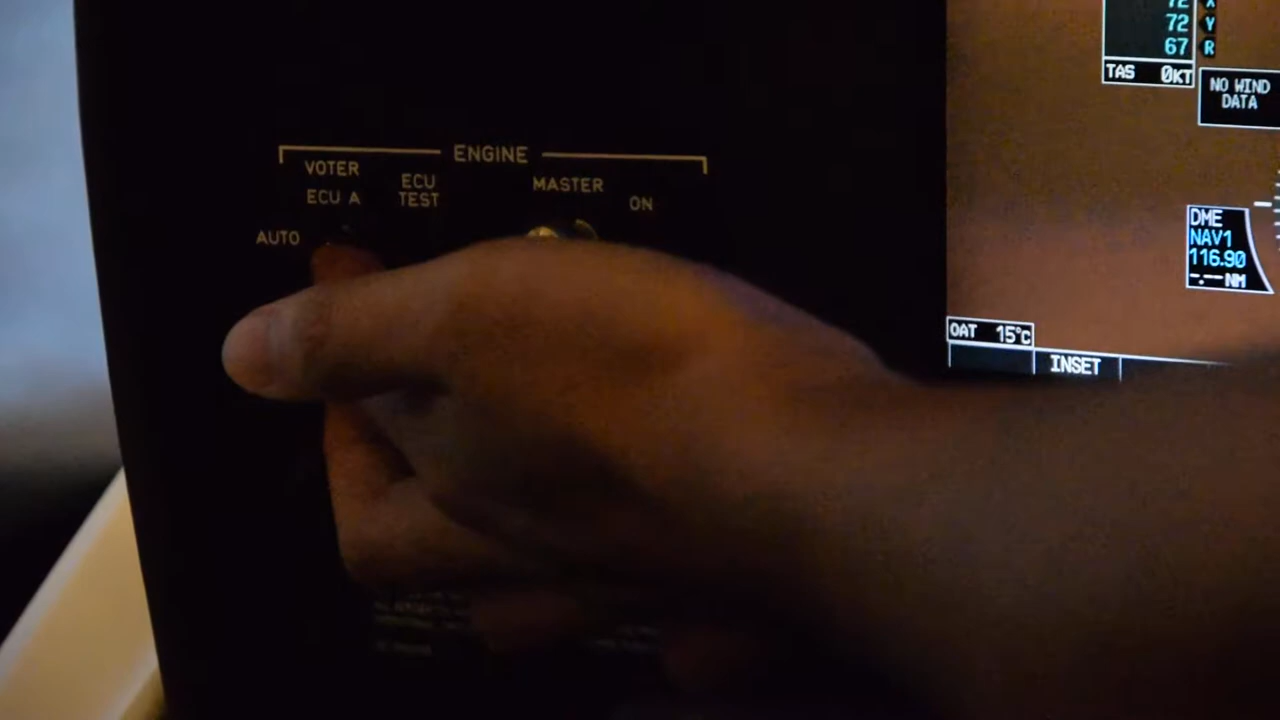 ENGINE
VOTER
ECU A
AUTO
ECU
TEST
MASTER
ON
72 X
72 Y
67 R
TAS 0KT
NO WIND
DATA
DME
NAV1
116.90
-.--NM
OAT 15°C
INSET